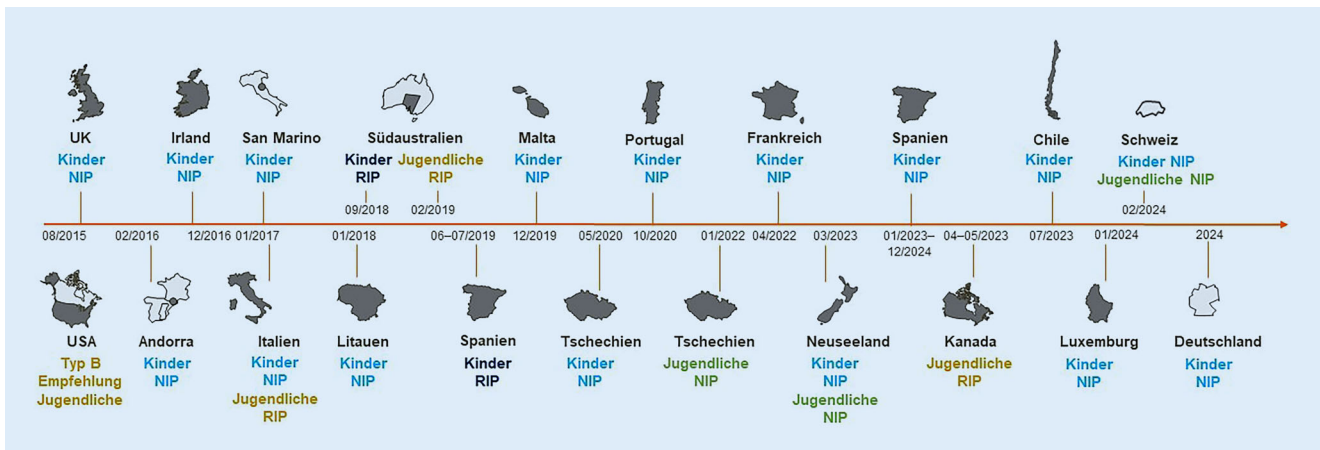 UK
Kinder
NIP
Irland
Kinder
NIP
San Marino
Kinder
NIP
Südaustralien
Kinder
RIP
Jugendliche
RIP
Malta
Kinder
NIP
Portugal
Kinder
NIP
Frankreich
Kinder
NIP
Spanien
Kinder
NIP
Chile
Kinder
NIP
Schweiz
Kinder NIP
Jugendliche NIP
09/2018
02/2019
02/2024
08/2015
02/2016
12/2016
01/2017
01/2018
06–07/2019
12/2019
05/2020
10/2020
01/2022
04/2022
03/2023
01/2023–
12/2024
04–05/2023
07/2023
01/2024
2024
USA
Typ B
Empfehlung
Jugendliche
Andorra
Kinder
NIP
Italien
Kinder
NIP
Jugendliche
RIP
Litauen
Kinder
NIP
Spanien
Kinder
RIP
Tschechien
Kinder
NIP
Tschechien
Jugendliche
NIP
Neuseeland
Kinder
NIP
Jugendliche
NIP
Kanada
Jugendliche
RIP
Luxemburg
Kinder
NIP
Deutschland
Kinder
NIP